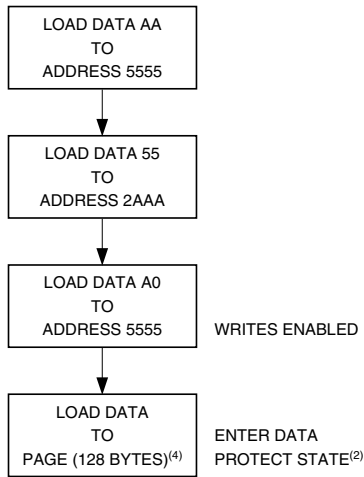 LOAD DATA AA
TO
ADDRESS 5555
LOAD DATA 55
TO
ADDRESS 2AAA
LOAD DATA A0
TO
ADDRESS 5555
WRITES ENABLED
LOAD DATA
TO
PAGE (128 BYTES)(4)
ENTER DATA
PROTECT STATE(2)